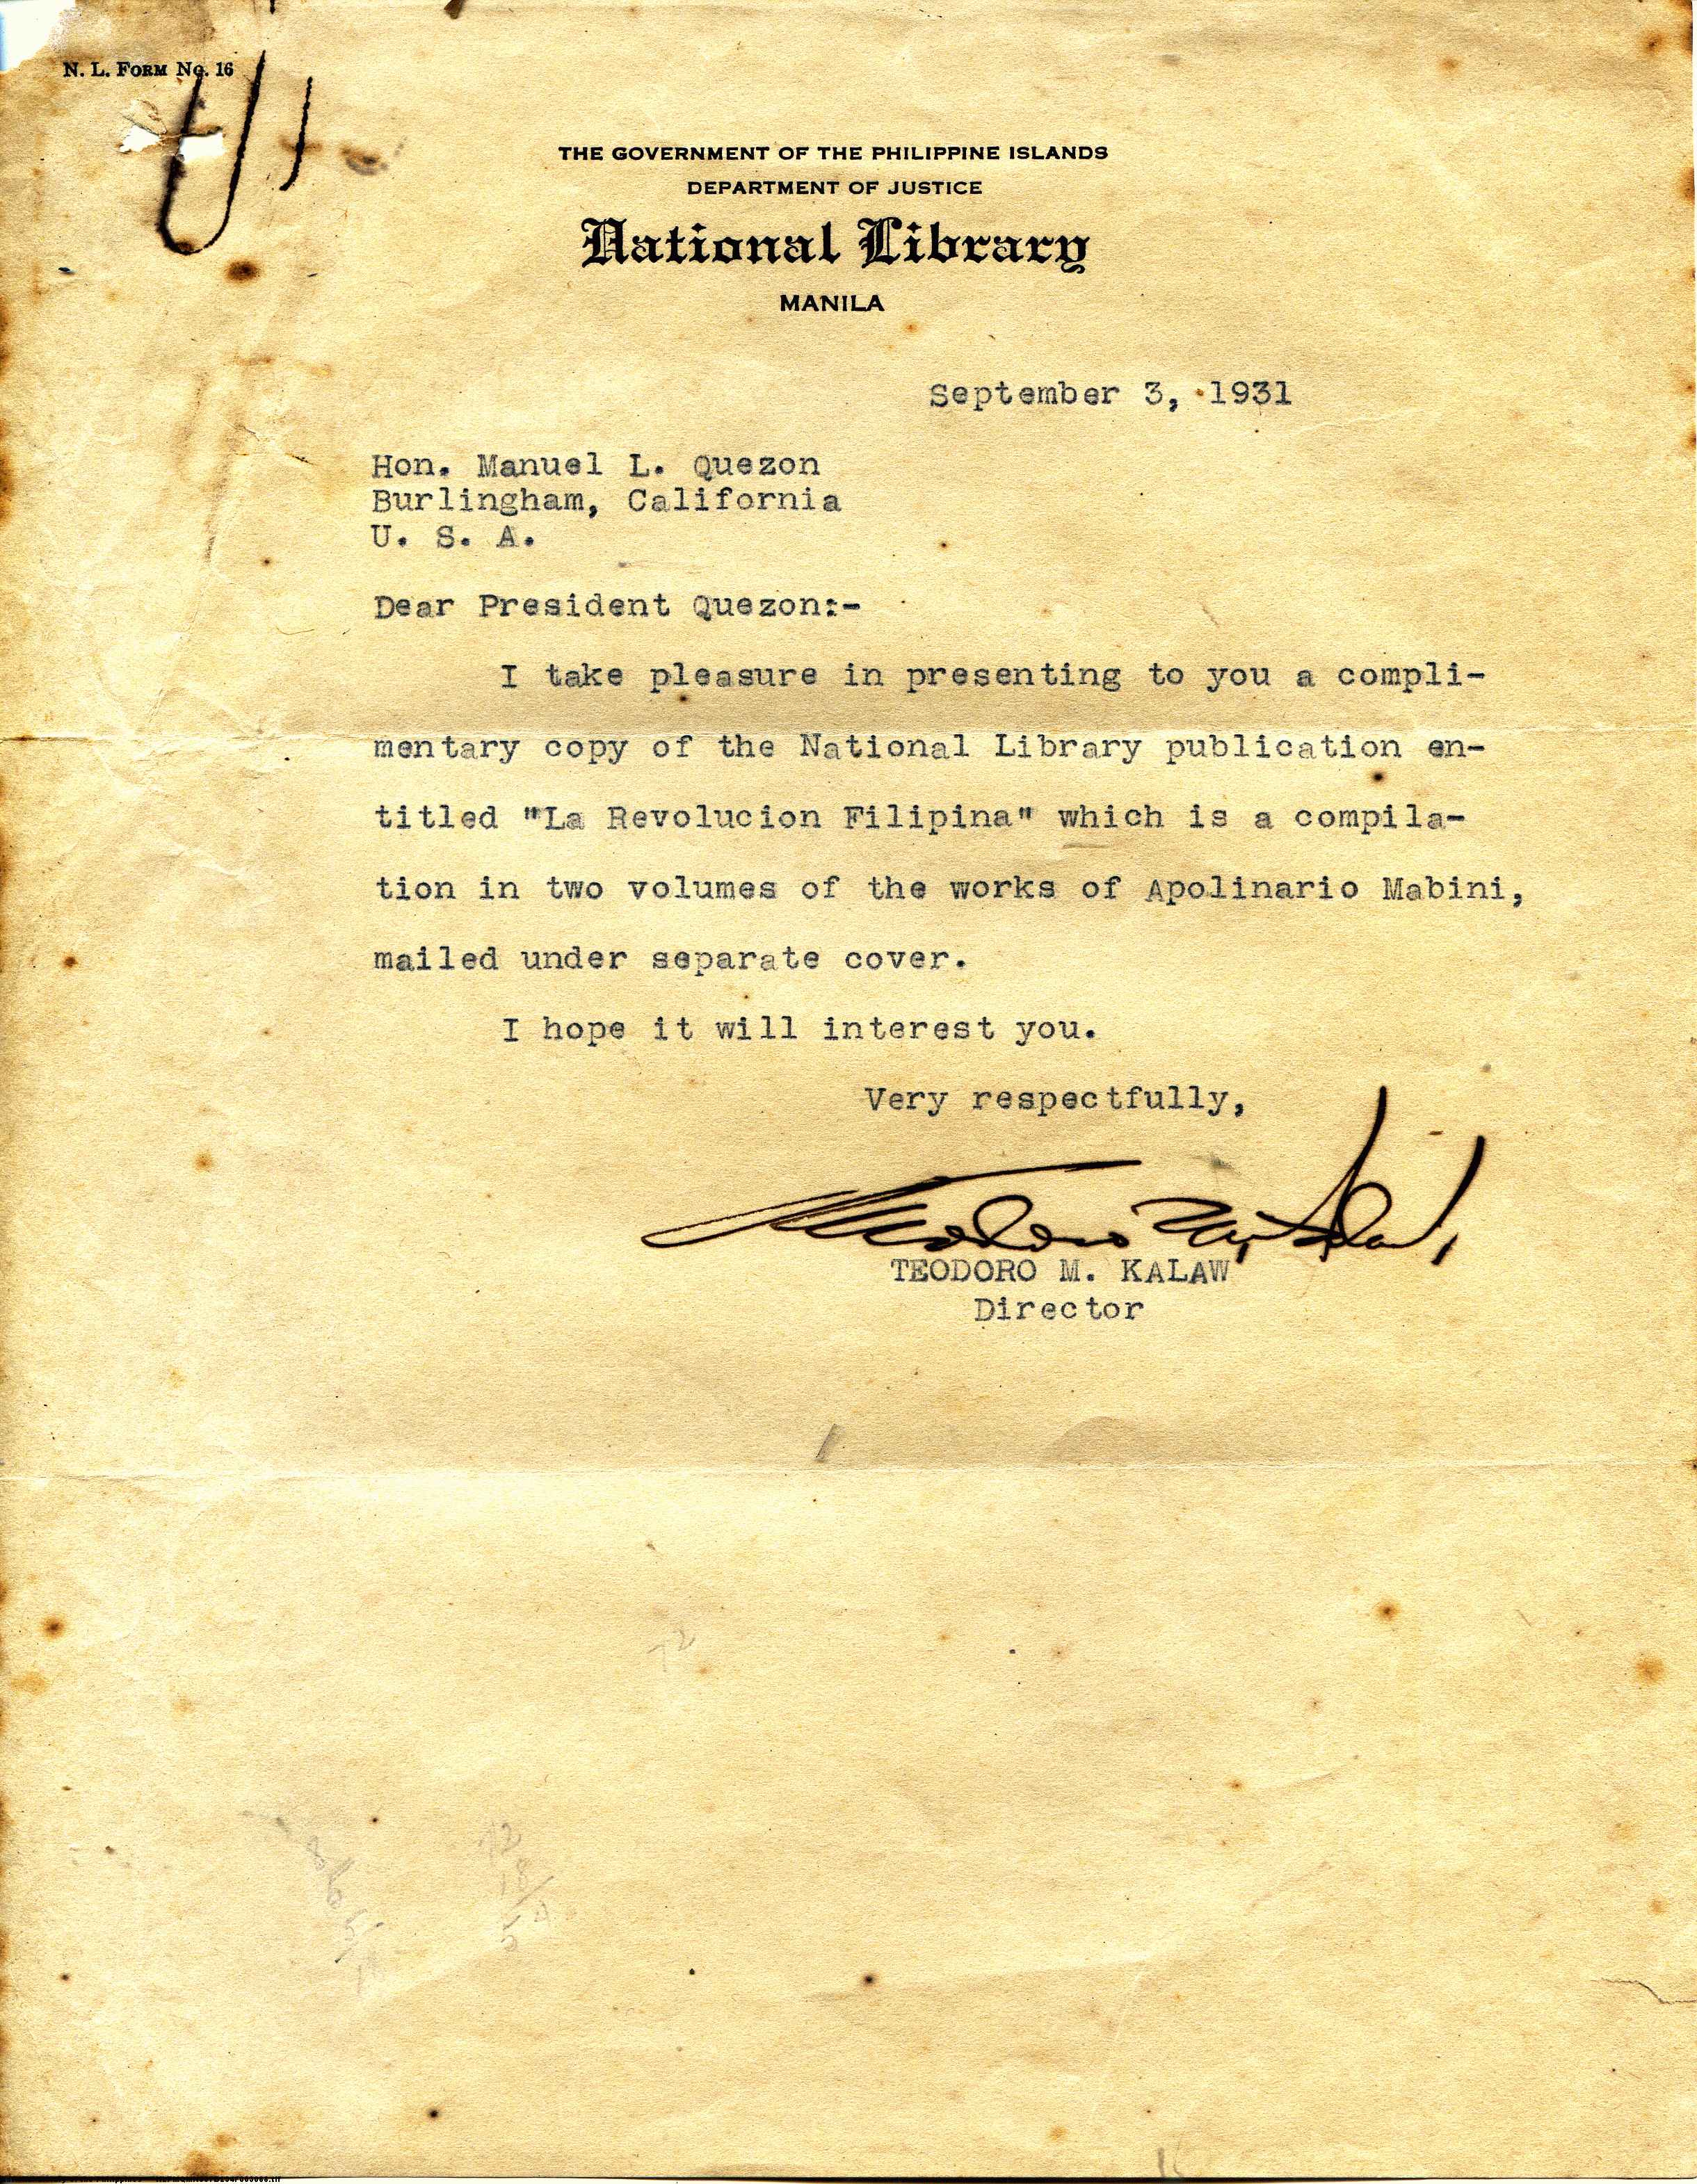 N. L. FORM No. 16
THE GOVERNMENT OF THE PHILIPPINE ISLANDS
DEPARTMENT OF JUSTICE
National Library
MANILA
September 3, 1931
Hon. Manuel L. Quezon
Burlingham, California
U. S. A.
Dear President Quezon:-
I take pleasure in presenting to you a compli-
mentary copy of the National Library publication en-
titled "La Revolucion Filipina" which is a compila-
tion in two volumes of the works of Apolinario Mabini,
mailed under separate cover.
I hope it will interest you.
Very respectfully,
Teodoro M. Kalaw
TEODORO M. KALAW
Director
72